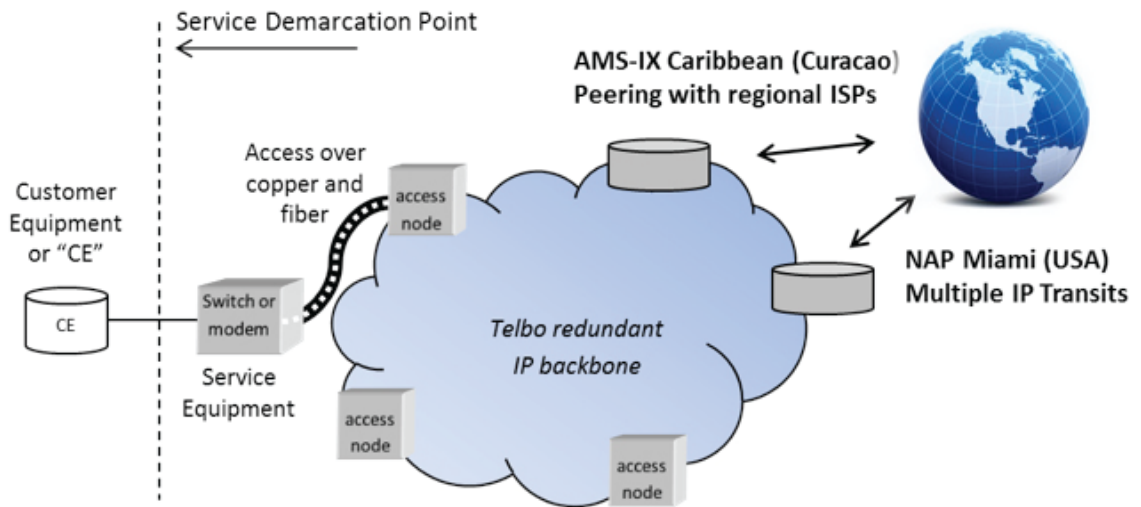 Service Demarcation Point
AMS-IX Caribbean (Curacao)
Peering with regional ISPs
Access over
copper and
fiber
access
node
Customer
Equipment
or “CE”
CE
Switch or
modem
Service
Equipment
NAP Miami (USA)
Multiple IP Transits
Telbo redundant
IP backbone
access
node
access
node